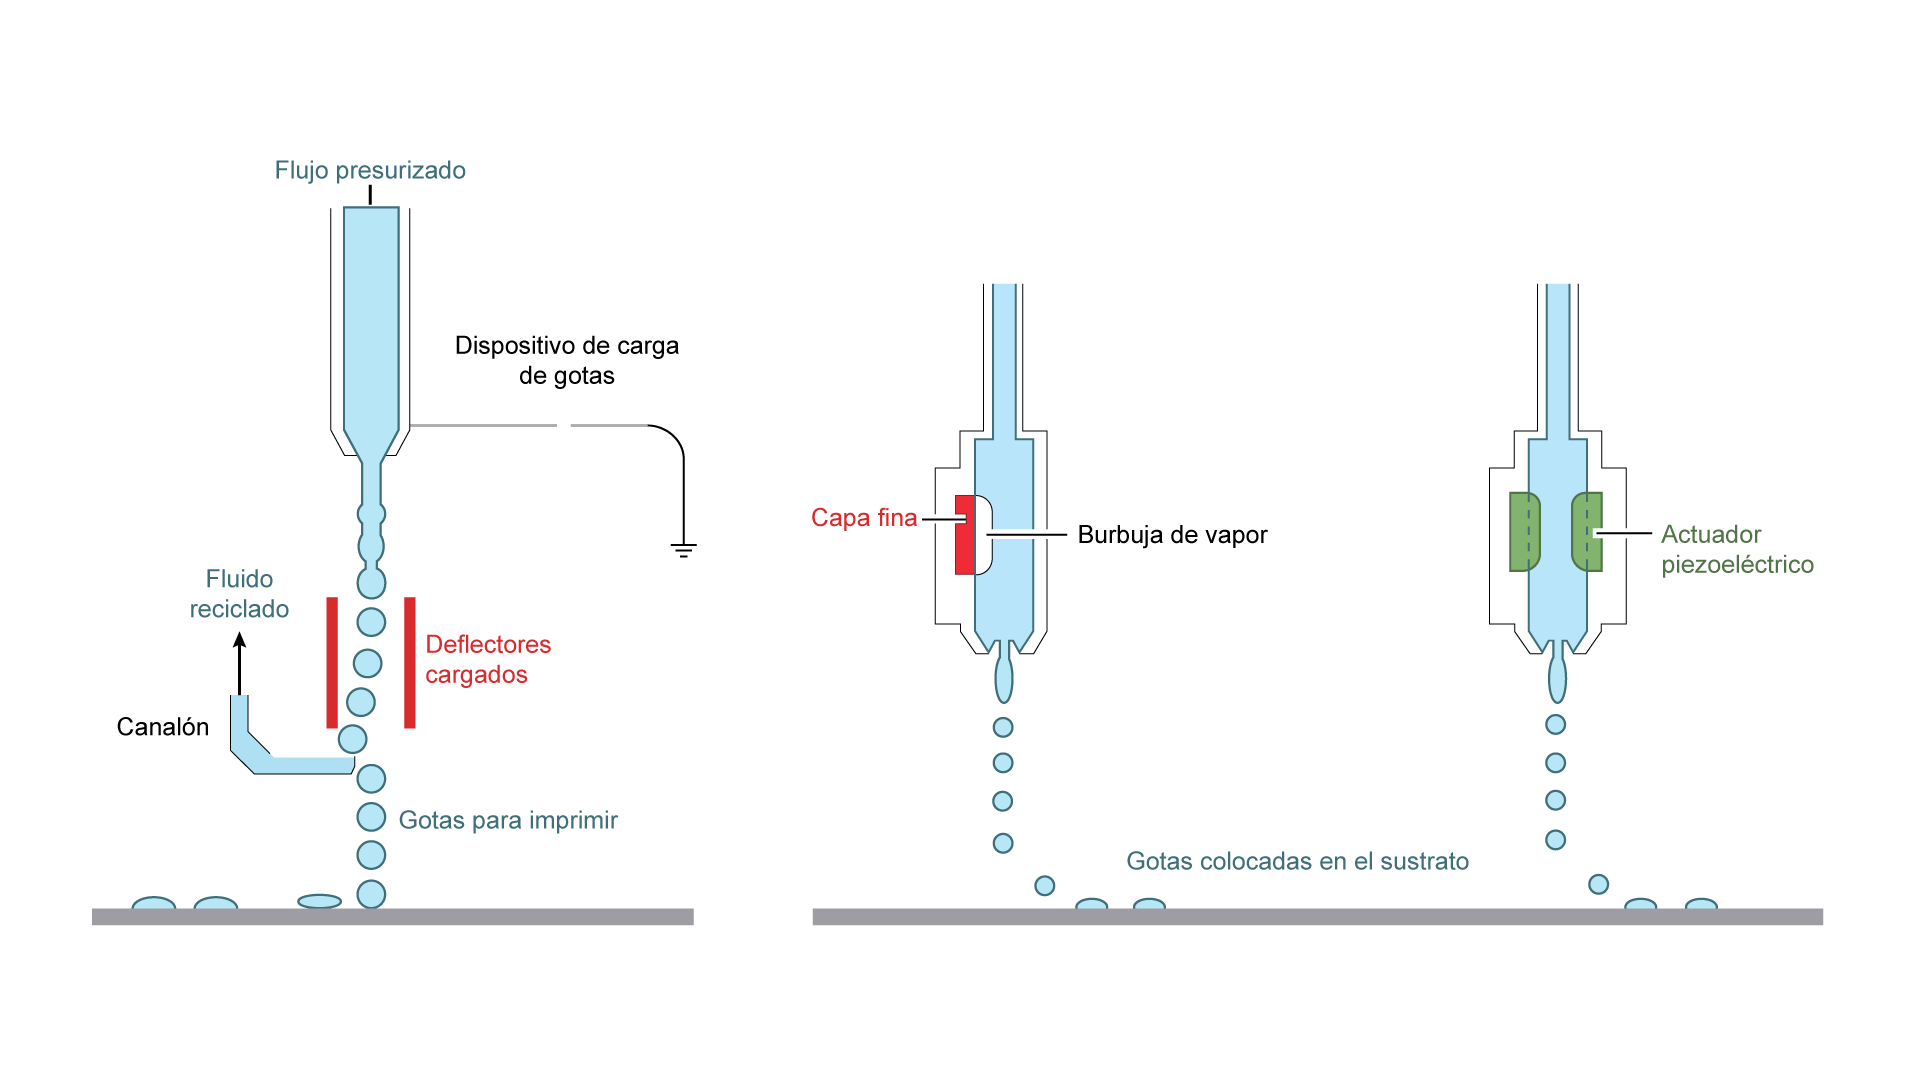 Flujo presurizado
Dispositivo de carga
de gotas
Fluido
reciclado
Deflectores
cargados
Canalón
Gotas para imprimir
Capa fina
Burbuja de vapor
Actuador
piezoeléctrico
Gotas colocadas en el sustrato